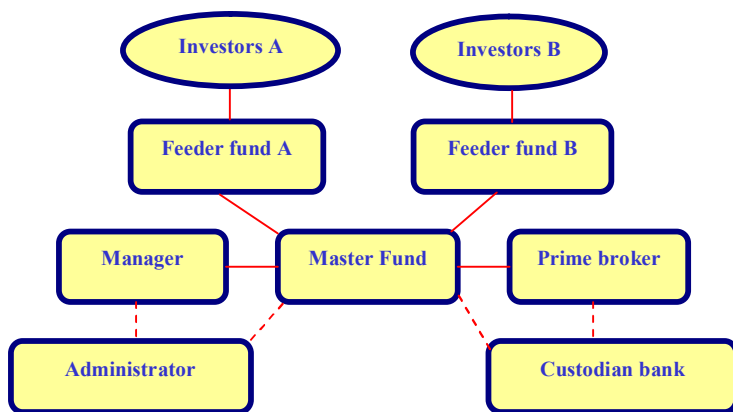 Investors A
Investors B
Feeder fund A
Feeder fund B
Manager
Master Fund
Prime broker
Administrator
Custodian bank